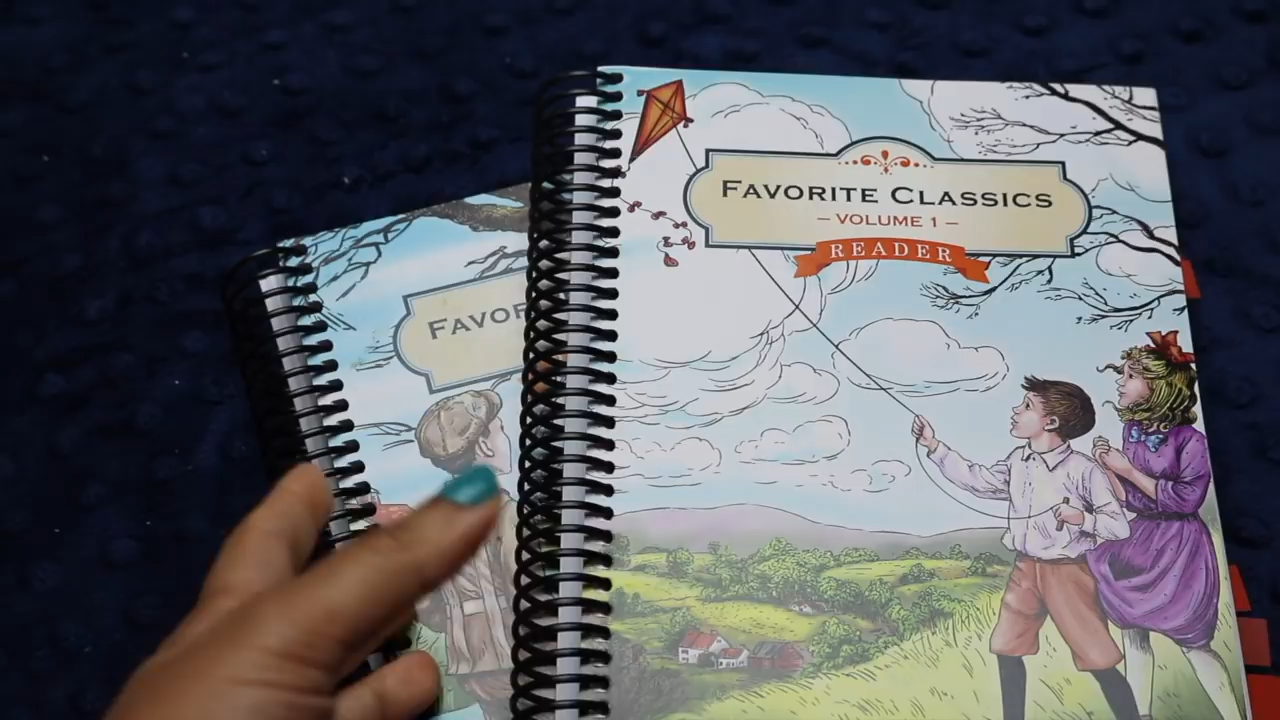 FAVORITE CLASSICS
– VOLUME 1 –
READER